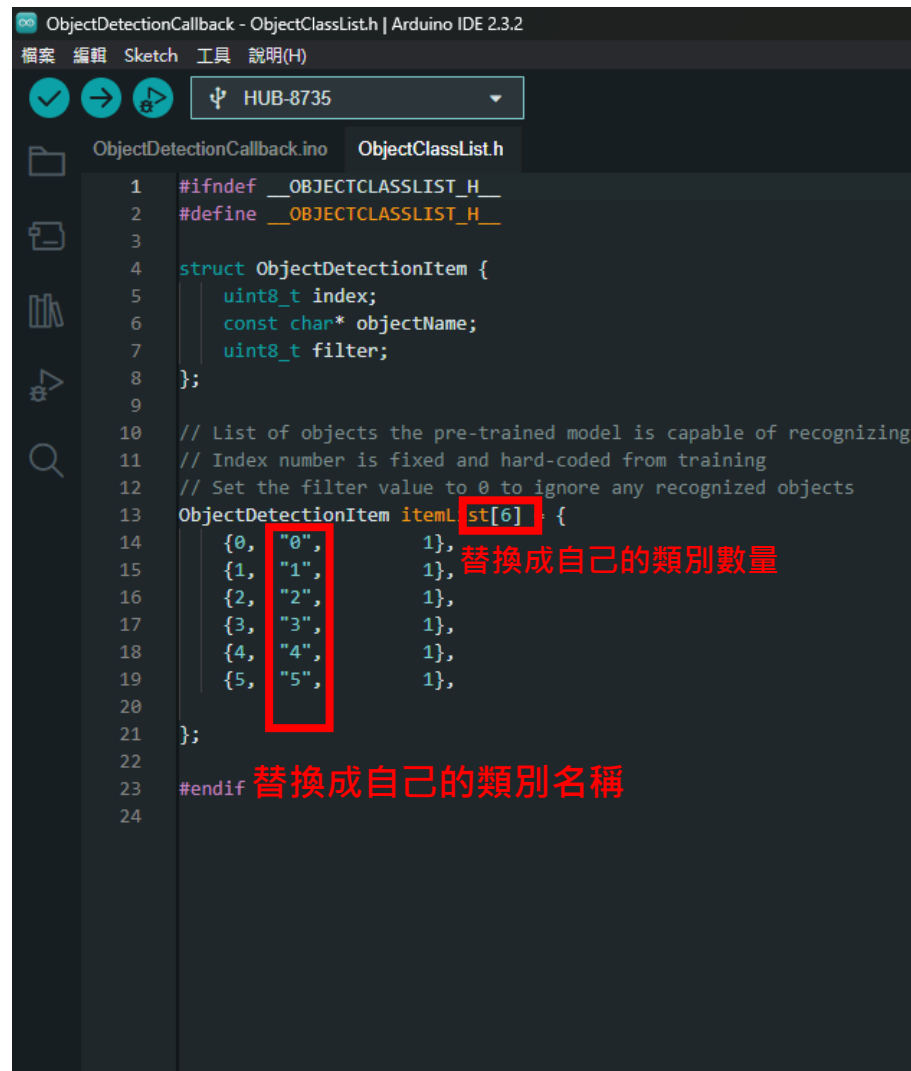 ObjectDetectionCallback - ObjectClassList.h | Arduino IDE 2.3.2
檔案 編輯 Sketch 工具 說明(H)
HUB-8735
ObjectDetectionCallback.ino ObjectClassList.h
1 #ifndef __OBJECTCLASSLIST_H__
2 #define __OBJECTCLASSLIST_H__
3
4 struct ObjectDetectionItem {
5 uint8_t index;
6 const char* objectName;
7 uint8_t filter;
8 };
9
10 // List of objects the pre-trained model is capable of recognizing
11 // Index number is fixed and hard-coded from training
12 // Set the filter value to 0 to ignore any recognized objects
13 ObjectDetectionItem itemList[6] = {
14 {0, "0", 1},
替換成自己的類別數量
15 {1, "1", 1},
16 {2, "2", 1},
17 {3, "3", 1},
18 {4, "4", 1},
19 {5, "5", 1},
20
21 };
22
23 #endif
替換成自己的類別名稱
24